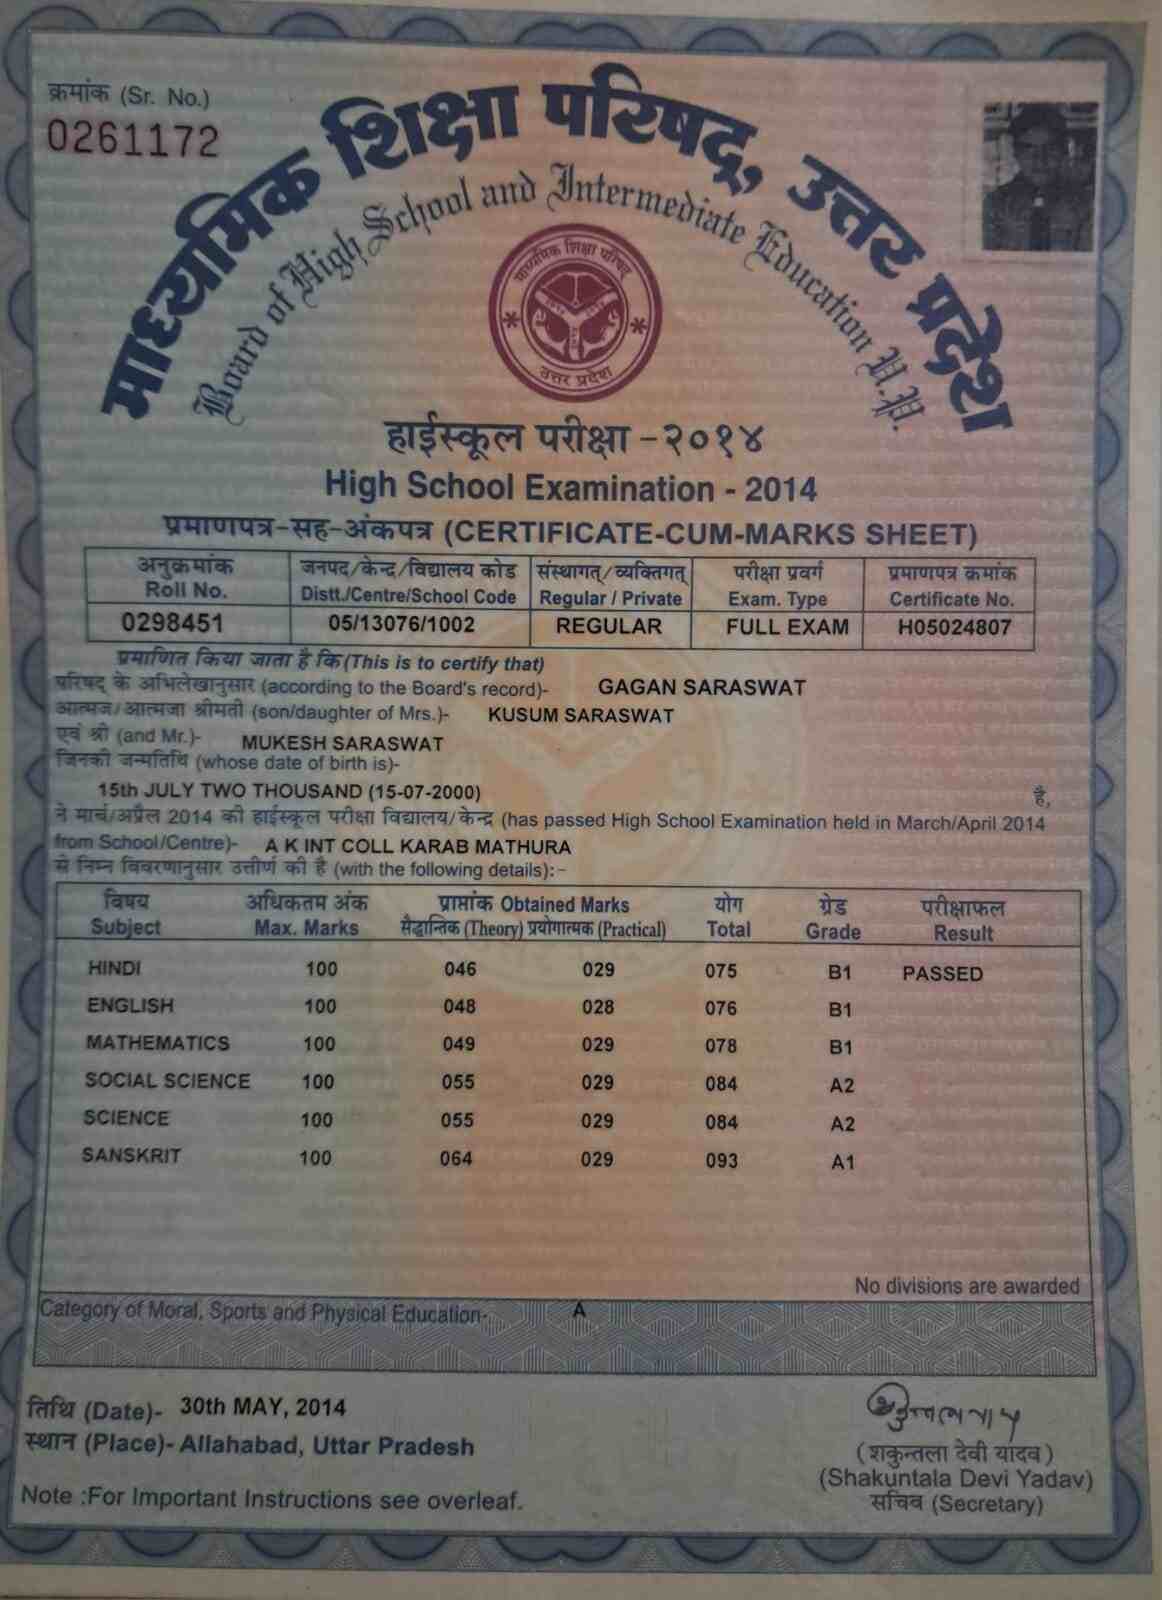 क्रमांक (Sr. No.)
0261172
माध्यमिक शिक्षा परिषद्, उत्तर प्रदेश
Board of High School and Intermediate Education U.P.
माध्यमिक शिक्षा परिषद्
उत्तर प्रदेश
हाईस्कूल परीक्षा -२०१४
High School Examination - 2014
प्रमाणपत्र-सह-अंकपत्र (CERTIFICATE-CUM-MARKS SHEET)
अनुक्रमांक जनपद/केन्द्र/विद्यालय कोड संस्थागत्/व्यक्तिगत् परीक्षा प्रवर्ग प्रमाणपत्र क्रमांक
Roll No. Distt./Centre/School Code Regular / Private Exam. Type Certificate No.
0298451 05/13076/1002 REGULAR FULL EXAM H05024807
प्रमाणित किया जाता है कि (This is to certify that)
परिषद् के अभिलेखानुसार (according to the Board's record)- GAGAN SARASWAT
आत्मज/आत्मजा श्रीमती (son/daughter of Mrs.)- KUSUM SARASWAT
एवं श्री (and Mr.)- MUKESH SARASWAT
जिनकी जन्मतिथि (whose date of birth is)-
15th JULY TWO THOUSAND (15-07-2000) है,
ने मार्च/अप्रैल 2014 की हाईस्कूल परीक्षा विद्यालय/केन्द्र (has passed High School Examination held in March/April 2014
from School/Centre)- A K INT COLL KARAB MATHURA
से निम्न विवरणानुसार उत्तीर्ण की है (with the following details):-
विषय अधिकतम अंक प्राप्तांक Obtained Marks योग ग्रेड परीक्षाफल
Subject Max. Marks सैद्धान्तिक (Theory) प्रयोगात्मक (Practical) Total Grade Result
HINDI 100 046 029 075 B1 PASSED
ENGLISH 100 048 028 076 B1
MATHEMATICS 100 049 029 078 B1
SOCIAL SCIENCE 100 055 029 084 A2
SCIENCE 100 055 029 084 A2
SANSKRIT 100 064 029 093 A1
No divisions are awarded
Category of Moral, Sports and Physical Education-. A
तिथि (Date)- 30th MAY, 2014
स्थान (Place)- Allahabad, Uttar Pradesh
(शकुन्तला देवी यादव)
(Shakuntala Devi Yadav)
सचिव (Secretary)
Note :For Important Instructions see overleaf.